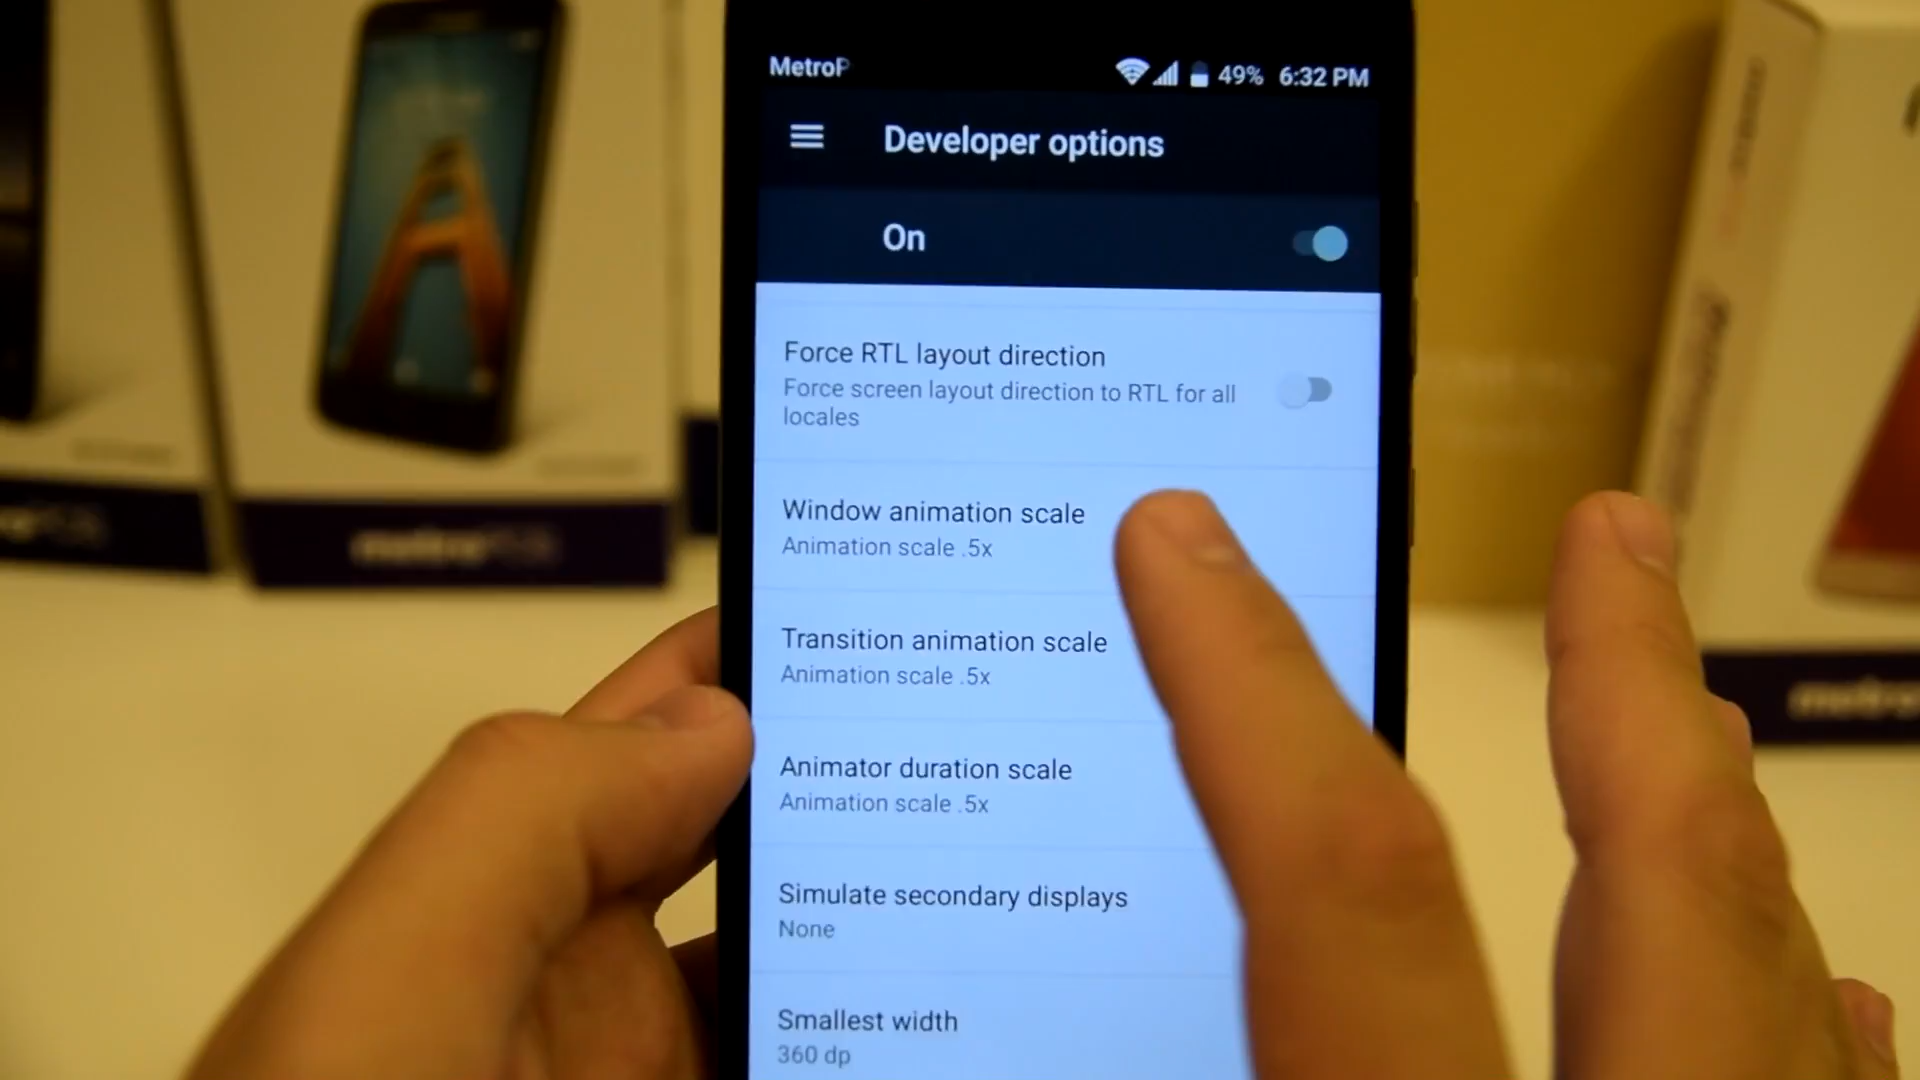 MetroP
49% 6:32 PM
Developer options
On
Force RTL layout direction
Force screen layout direction to RTL for all
locales
Window animation scale
Animation scale .5x
Transition animation scale
Animation scale .5x
Animator duration scale
Animation scale .5x
Simulate secondary displays
None
Smallest width
360 dp
metroPCS
metro